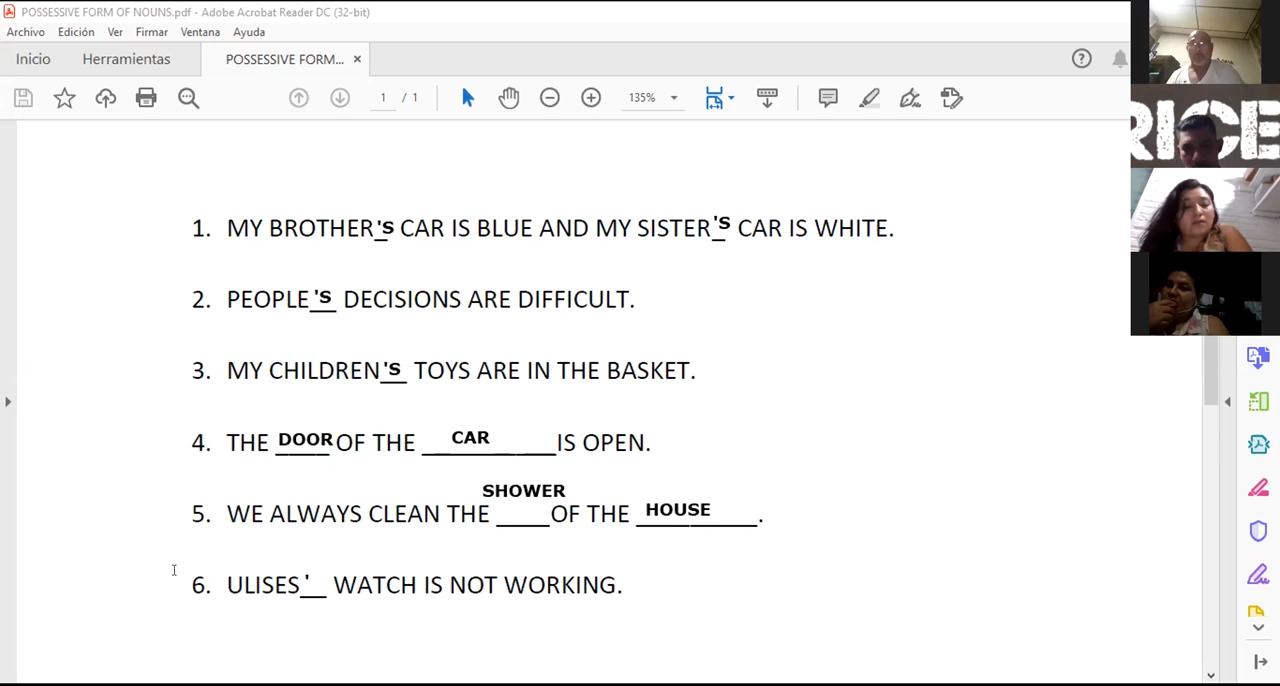 POSSESSIVE FORM OF NOUNS.pdf - Adobe Acrobat Reader DC (32-bit)
Archivo Edición Ver Firmar Ventana Ayuda
Inicio Herramientas POSSESSIVE FORM... ×
1 / 1 135%
RICE
1. MY BROTHER'S CAR IS BLUE AND MY SISTER'S CAR IS WHITE.
2. PEOPLE'S DECISIONS ARE DIFFICULT.
3. MY CHILDREN'S TOYS ARE IN THE BASKET.
4. THE DOOR OF THE CAR IS OPEN.
5. WE ALWAYS CLEAN THE SHOWER OF THE HOUSE.
6. ULISES' WATCH IS NOT WORKING.